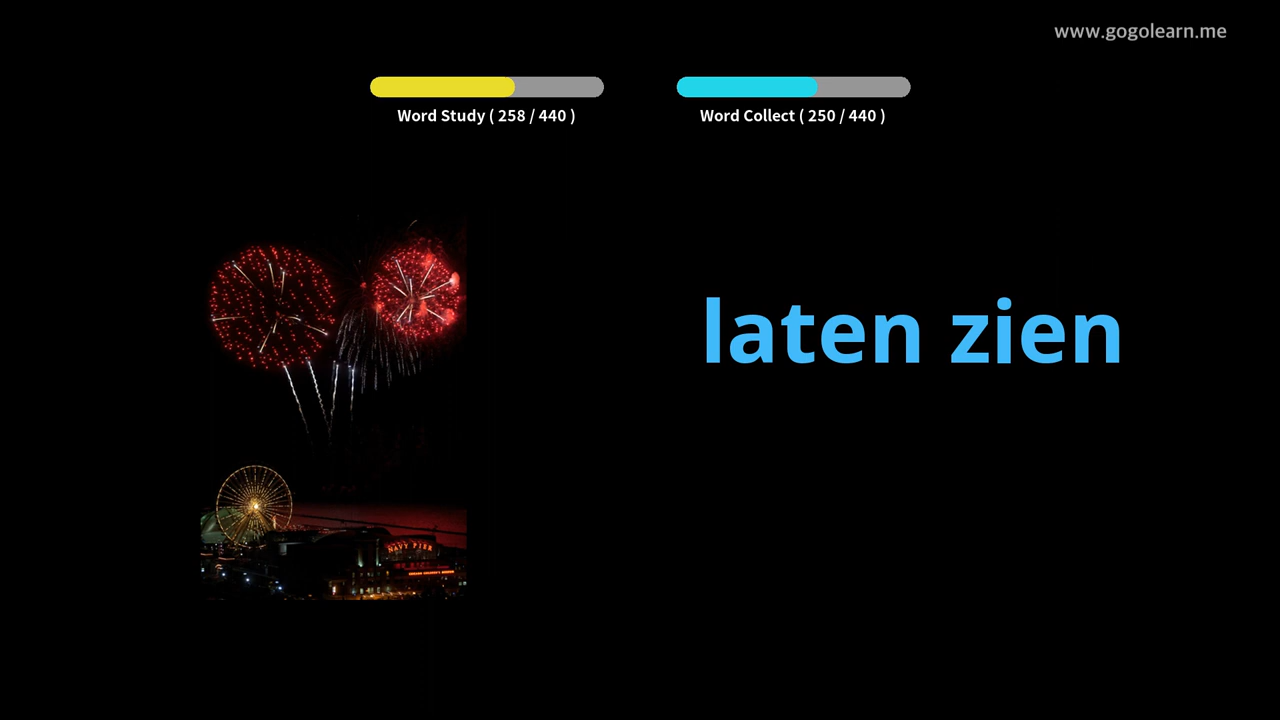 www.gogolearn.me
Word Study ( 258 / 440 )
Word Collect ( 250 / 440 )
laten zien
NAVY PIER